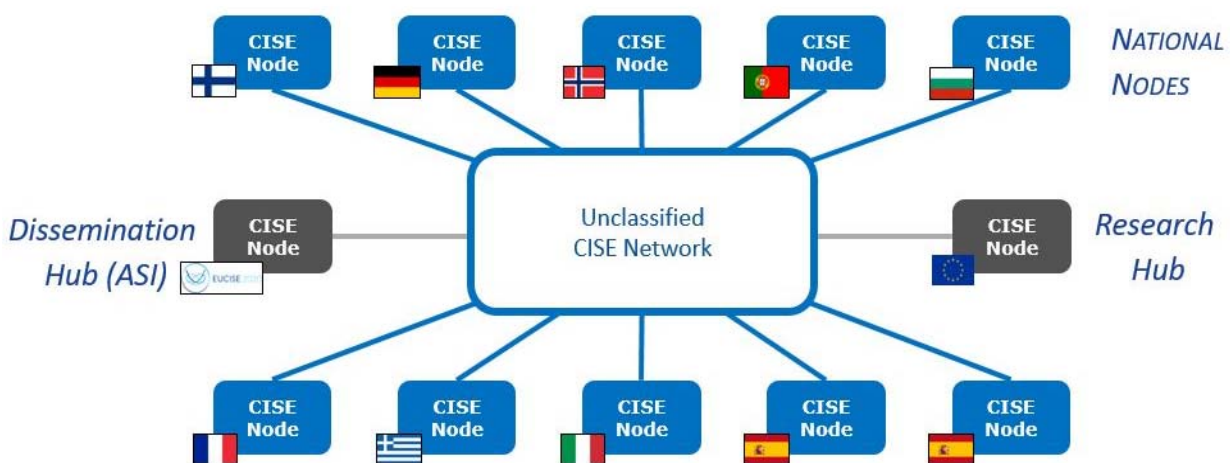 CISE
Node
CISE
Node
CISE
Node
CISE
Node
CISE
Node
NATIONAL
NODES
Dissemination
Hub (ASI)
CISE
Node
EUCISE
Unclassified
CISE Network
CISE
Node
Research
Hub
CISE
Node
CISE
Node
CISE
Node
CISE
Node
CISE
Node